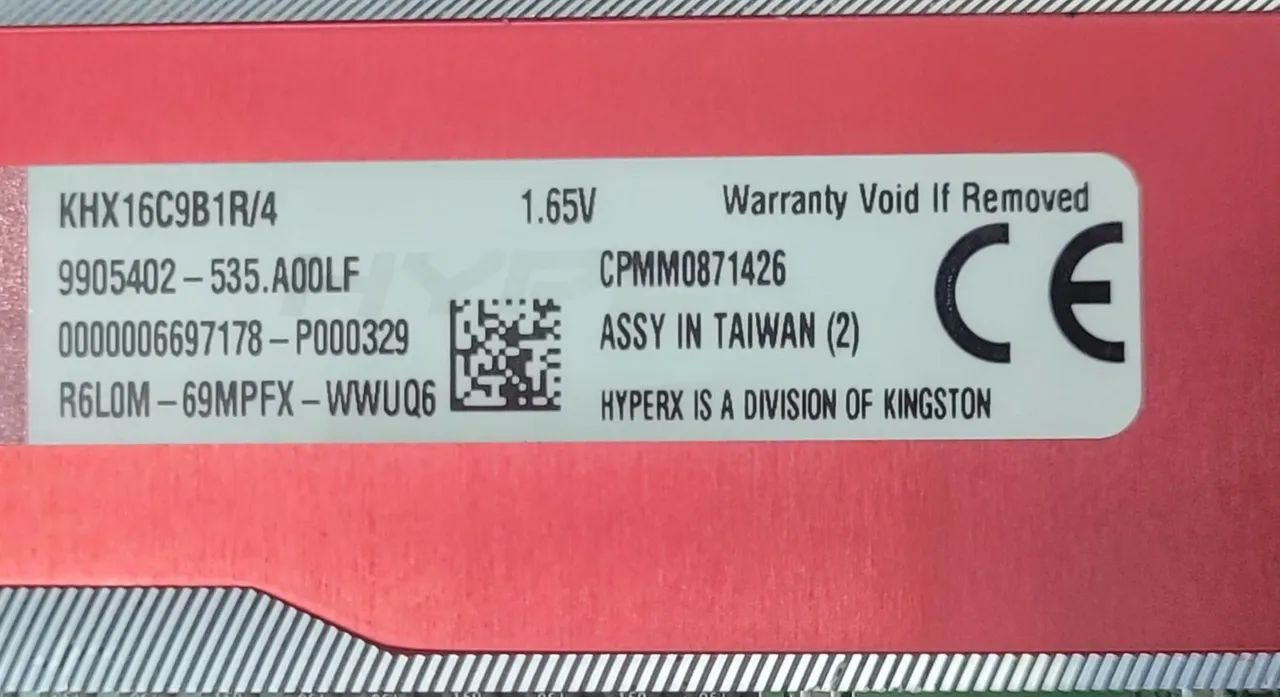 KHX16C9B1R/4 1.65V Warranty Void If Removed
9905402-535.A00LF CPMM0871426
0000006697178-P000329 ASSY IN TAIWAN (2)
R6L0M-69MPFX-WWUQ6 HYPERX IS A DIVISION OF KINGSTON
CE
HYPERX